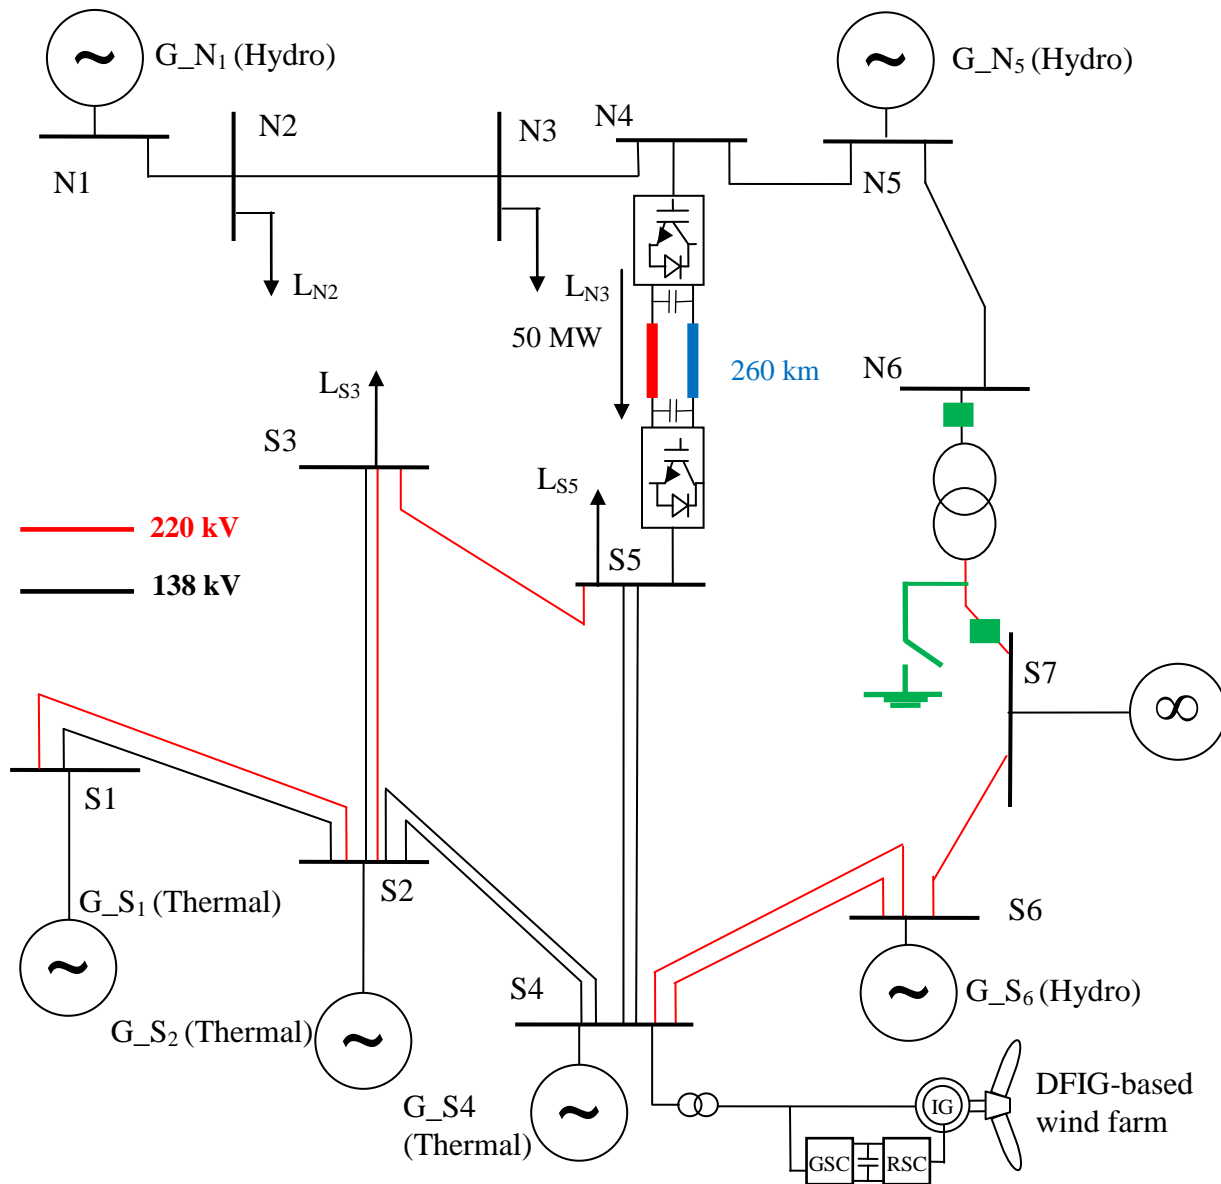 G_N₁ (Hydro)
G_N₅ (Hydro)
N1
N2
N3
N4
N5
L_N2
L_N3
50 MW
260 km
N6
L_S3
S3
L_S5
220 kV
S5
138 kV
S7
∞
S1
S2
G_S₁ (Thermal)
S6
S4
G_S₆ (Hydro)
G_S₂ (Thermal)
G_S4
(Thermal)
DFIG-based
wind farm
IG
GSC
RSC